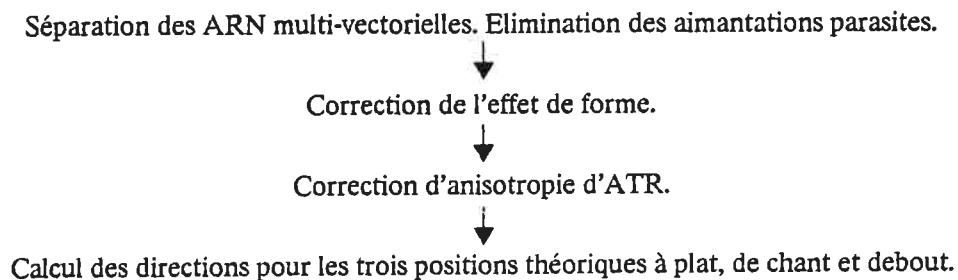 Séparation des ARN multi-vectorielles. Elimination des aimantations parasites.
Correction de l'effet de forme.
Correction d'anisotropie d'ATR.
Calcul des directions pour les trois positions théoriques à plat, de chant et debout.